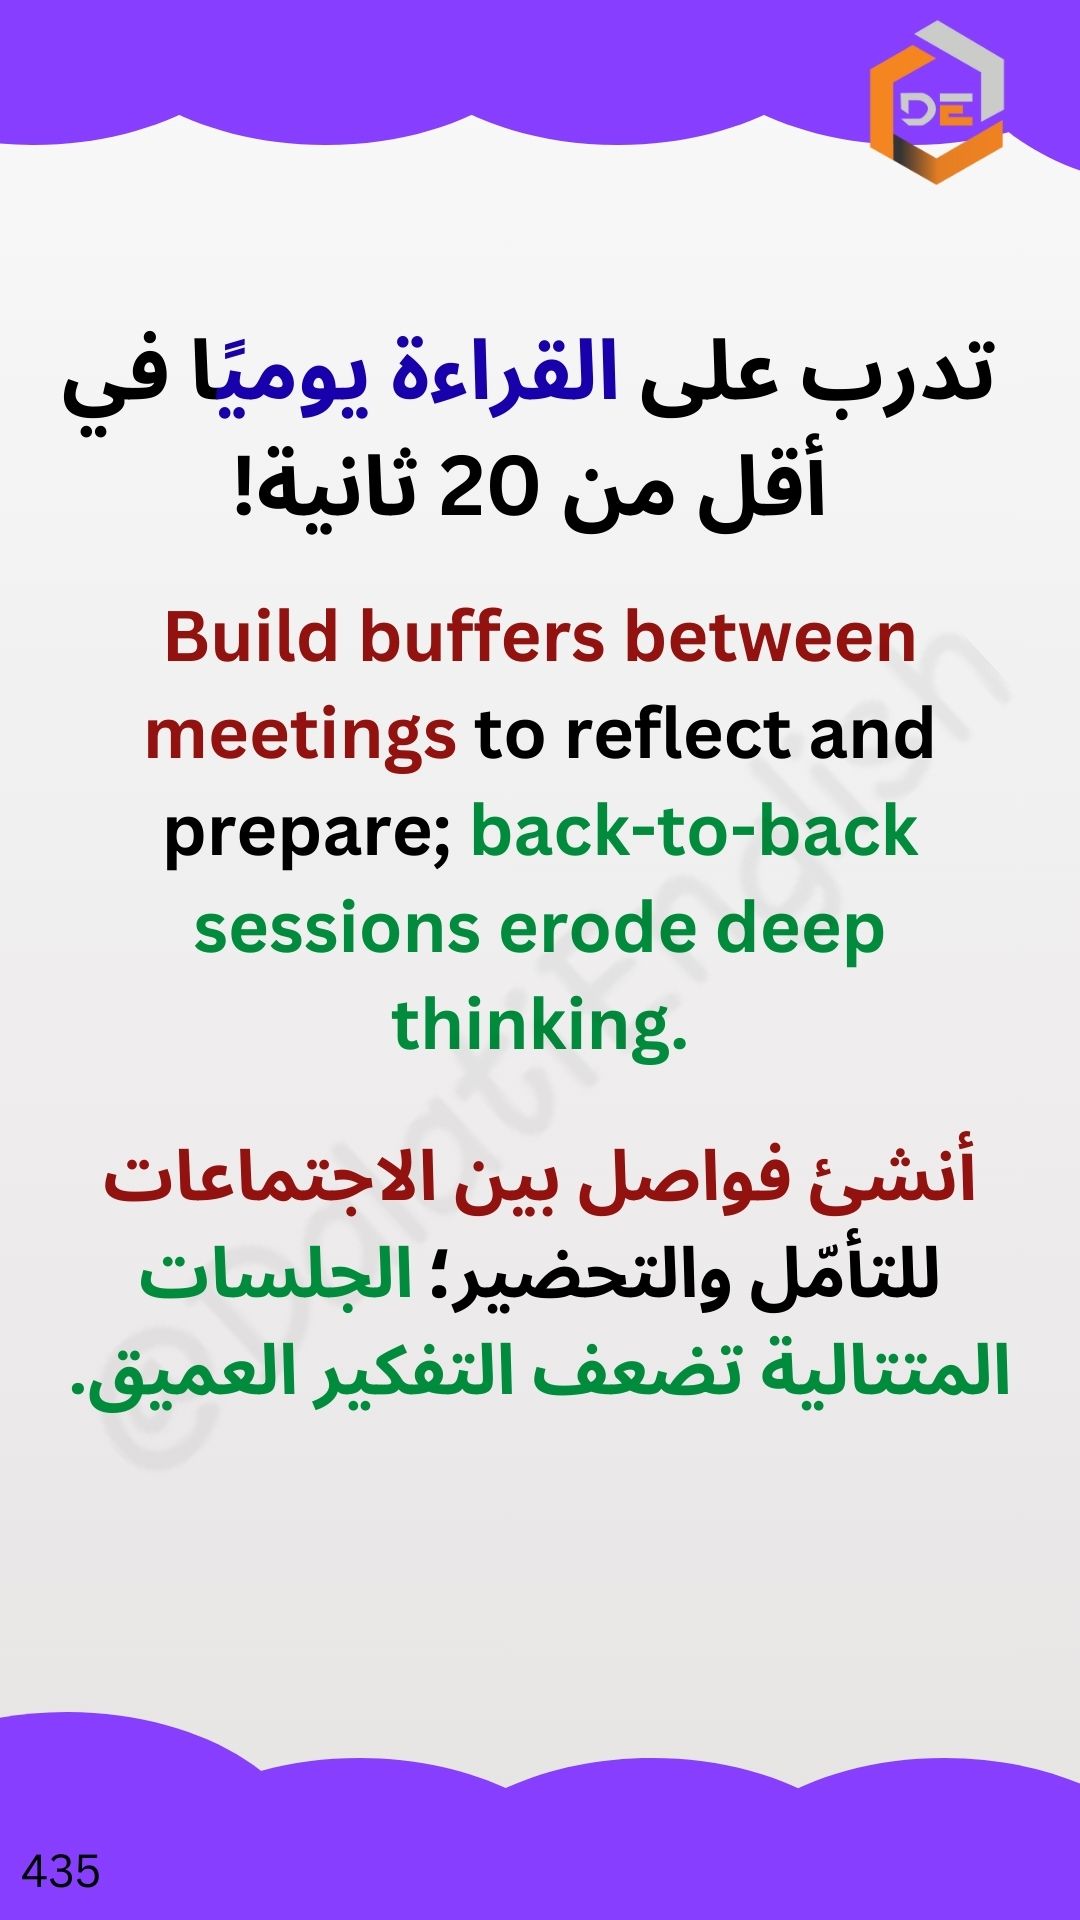 DE
تدرب على القراءة يوميًا في
أقل من 20 ثانية!
Build buffers between
meetings to reflect and
prepare; back-to-back
sessions erode deep
thinking.
أنشئ فواصل بين الاجتماعات
للتأمّل والتحضير؛ الجلسات
المتتالية تضعف التفكير العميق.
@DalatEnglish
435